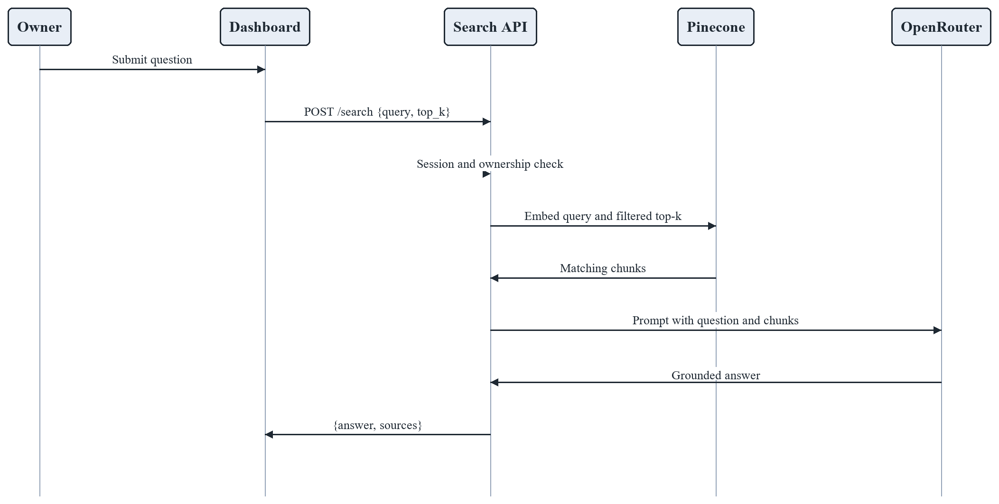 Owner
Dashboard
Search API
Pinecone
OpenRouter
Submit question
POST /search {query, top_k}
Session and ownership check
Embed query and filtered top-k
Matching chunks
Prompt with question and chunks
Grounded answer
{answer, sources}